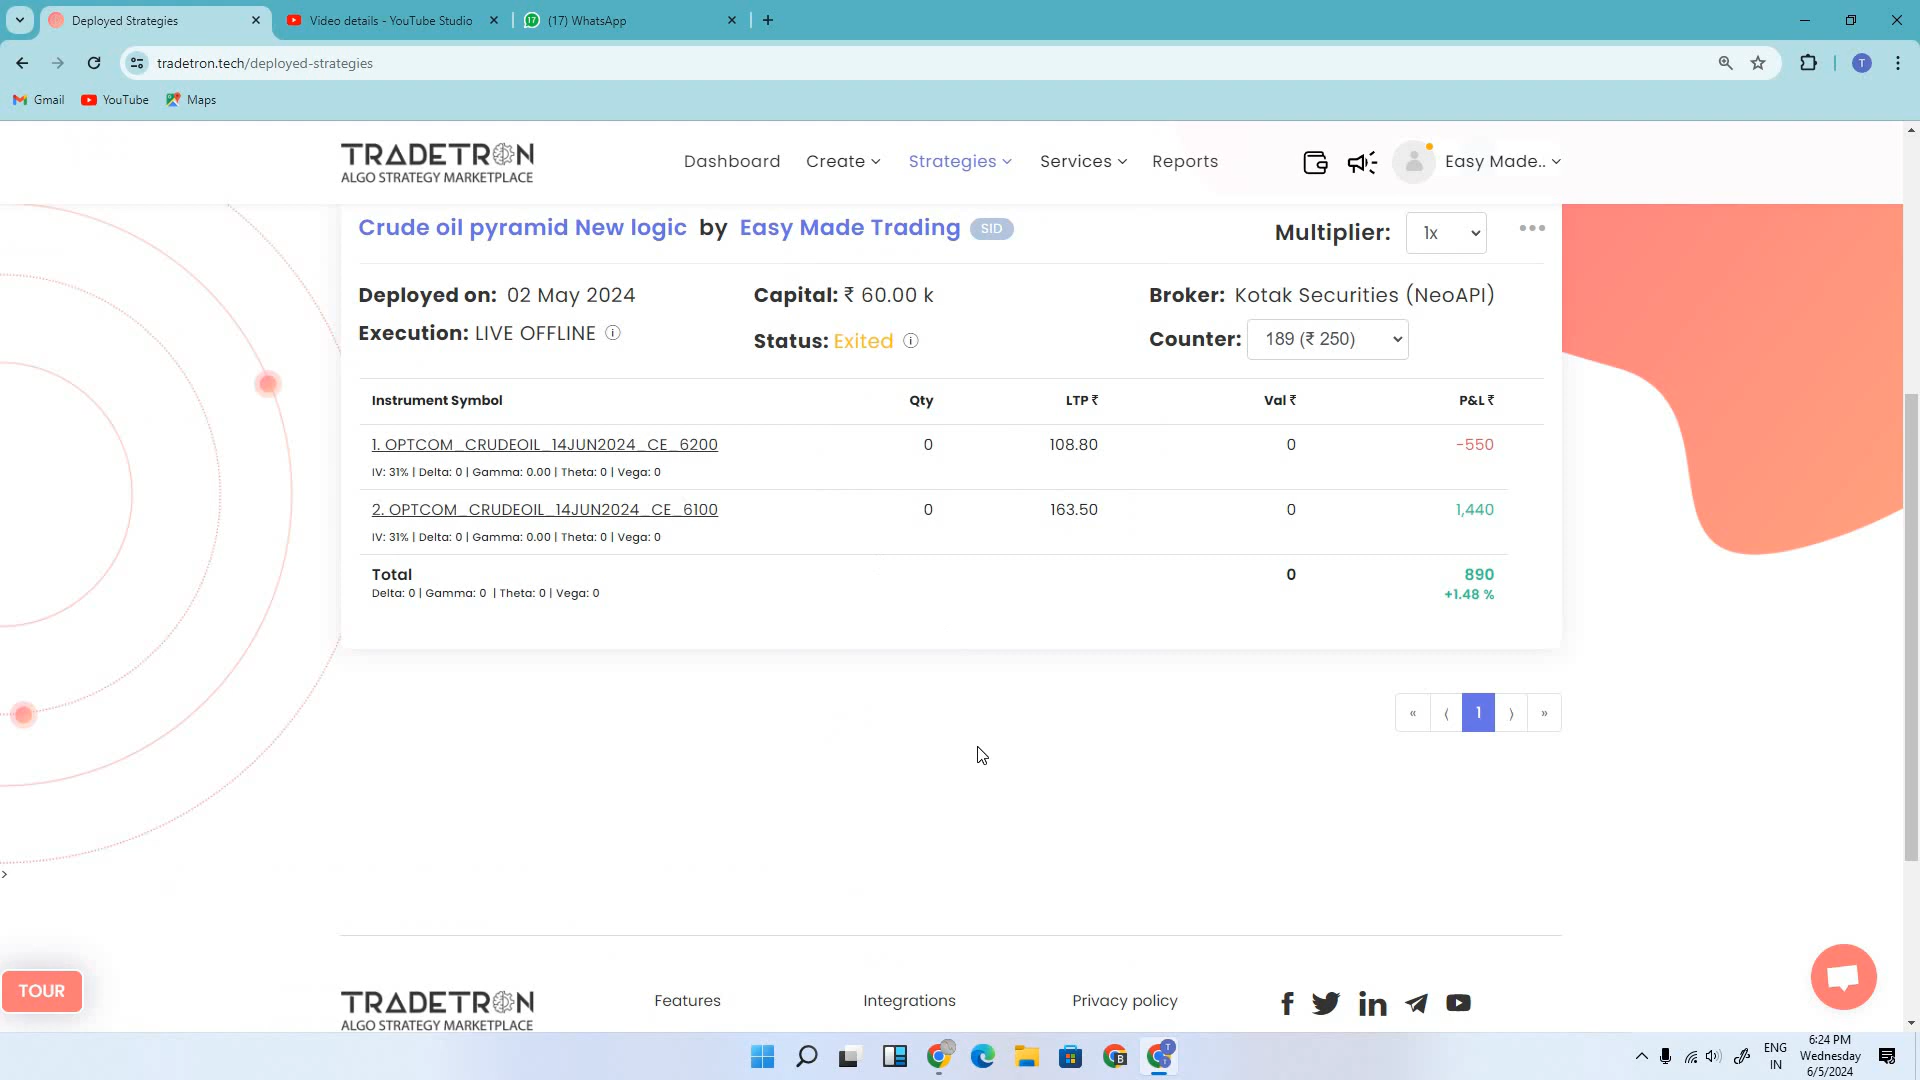 Deployed Strategies
Video details - YouTube Studio
(17) WhatsApp
tradetron.tech/deployed-strategies
T
Gmail
YouTube
Maps
TRADETRON
ALGO STRATEGY MARKETPLACE
Dashboard
Create
Strategies
Services
Reports
Easy Made..
Crude oil pyramid New logic by Easy Made Trading SID
Multiplier: 1x
Deployed on: 02 May 2024
Capital: ₹ 60.00 k
Broker: Kotak Securities (NeoAPI)
Execution: LIVE OFFLINE
Status: Exited
Counter: 189 (₹ 250)
Instrument Symbol Qty LTP ₹ Val ₹ P&L ₹
1. OPTCOM_CRUDEOIL_14JUN2024_CE_6200 0 108.80 0 -550
IV: 31% | Delta: 0 | Gamma: 0.00 | Theta: 0 | Vega: 0
2. OPTCOM_CRUDEOIL_14JUN2024_CE_6100 0 163.50 0 1,440
IV: 31% | Delta: 0 | Gamma: 0.00 | Theta: 0 | Vega: 0
Total 0 890
Delta: 0 | Gamma: 0 | Theta: 0 | Vega: 0
+1.48 %
« ⟨ 1 ⟩ »
>
TOUR
TRADETRON
ALGO STRATEGY MARKETPLACE
Features
Integrations
Privacy policy
ENG
IN
6:24 PM
Wednesday
6/5/2024